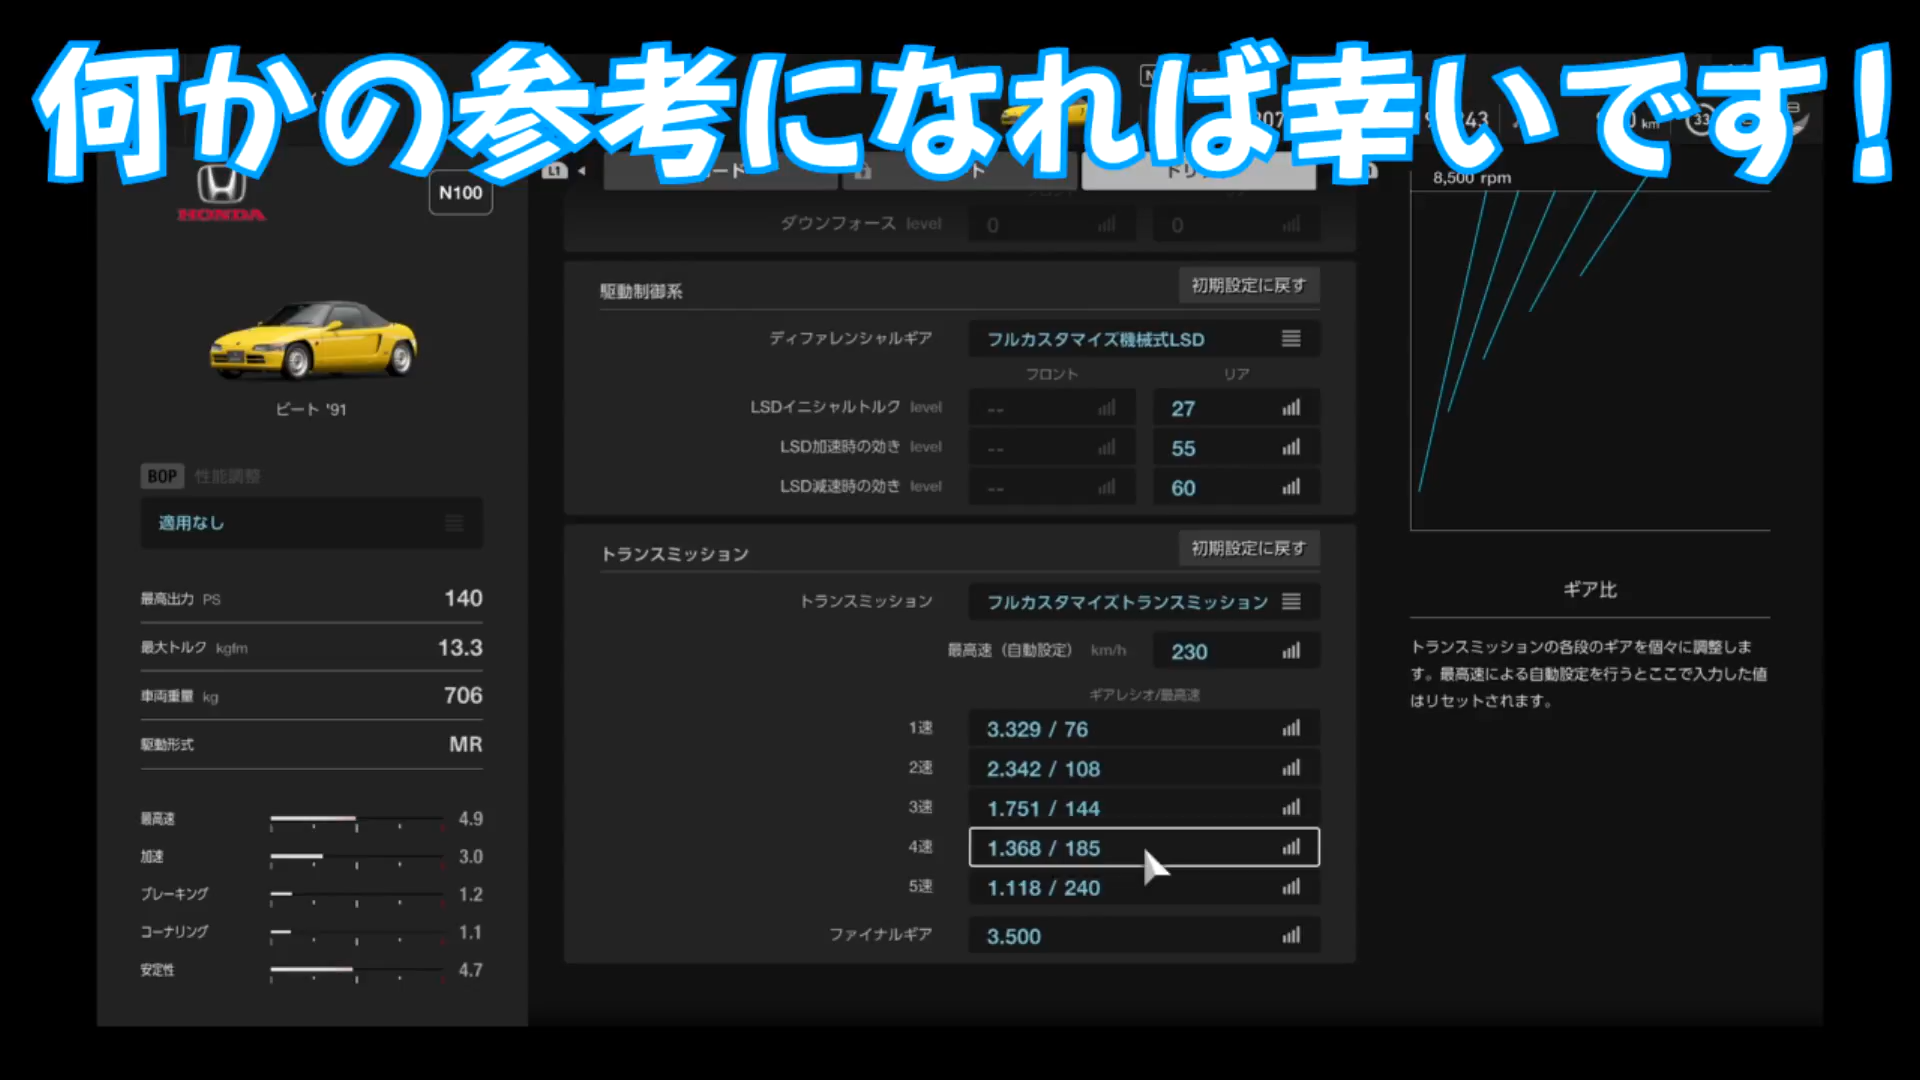 何かの参考になれば幸いです!
HONDA
N100
ビート '91
BOP 性能調整
適用なし
最高出力 PS 140
最大トルク kgfm 13.3
車両重量 kg 706
駆動形式 MR
最高速 4.9
加速 3.0
ブレーキング 1.2
コーナリング 1.1
安定性 4.7
L1
ダウンフォース level 0 0
駆動制御系 初期設定に戻す
ディファレンシャルギア フルカスタマイズ機械式LSD
フロント リア
LSDイニシャルトルク level -- 27
LSD加速時の効き level -- 55
LSD減速時の効き level -- 60
トランスミッション 初期設定に戻す
トランスミッション フルカスタマイズトランスミッション
最高速（自動設定） km/h 230
ギアレシオ/最高速
1速 3.329 / 76
2速 2.342 / 108
3速 1.751 / 144
4速 1.368 / 185
5速 1.118 / 240
ファイナルギア 3.500
8,500 rpm
ギア比
トランスミッションの各段のギアを個々に調整しま
す。最高速による自動設定を行うとここで入力した値
はリセットされます。